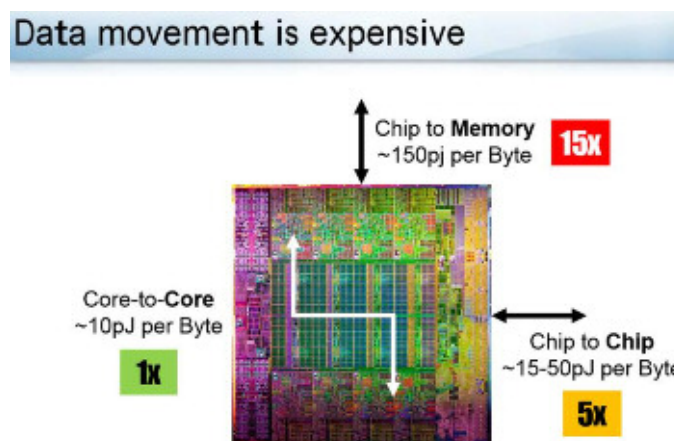 Data movement is expensive
Chip to Memory
~150pj per Byte
15x
Core-to-Core
~10pJ per Byte
1x
Chip to Chip
~15-50pJ per Byte
5x